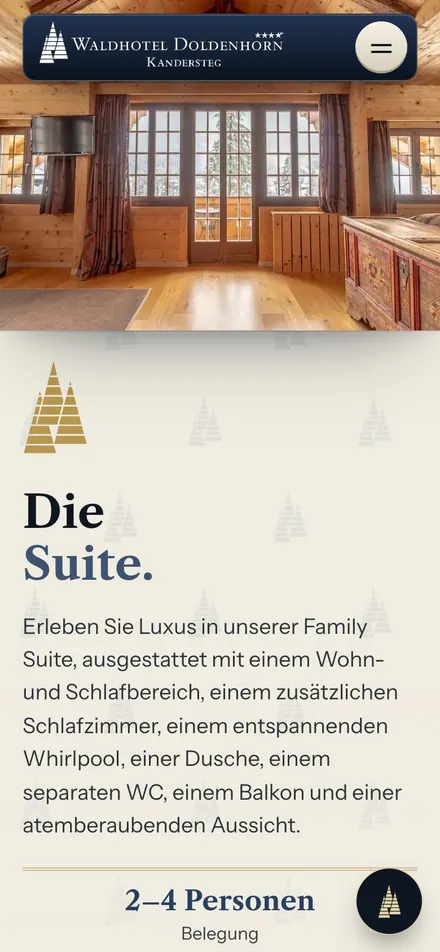 Waldhotel Doldenhorn
Kandersteg
Die
Suite.
Erleben Sie Luxus in unserer Family
Suite, ausgestattet mit einem Wohn-
und Schlafbereich, einem zusätzlichen
Schlafzimmer, einem entspannenden
Whirlpool, einer Dusche, einem
separaten WC, einem Balkon und einer
atemberaubenden Aussicht.
2–4 Personen
Belegung